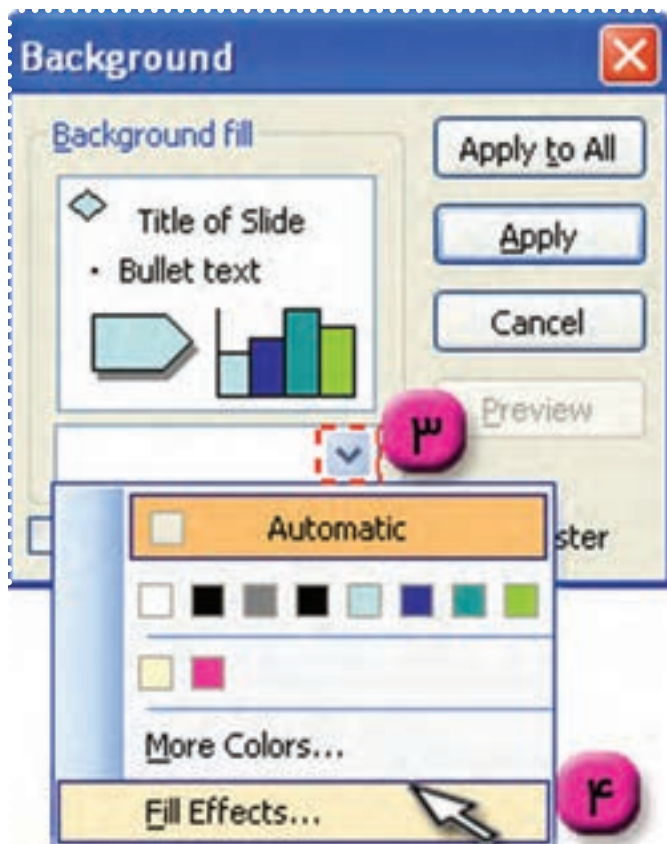 Background
Background fill
Apply to All
Title of Slide
Apply
• Bullet text
Cancel
Preview
۳
Automatic
ster
More Colors...
Fill Effects...
۴